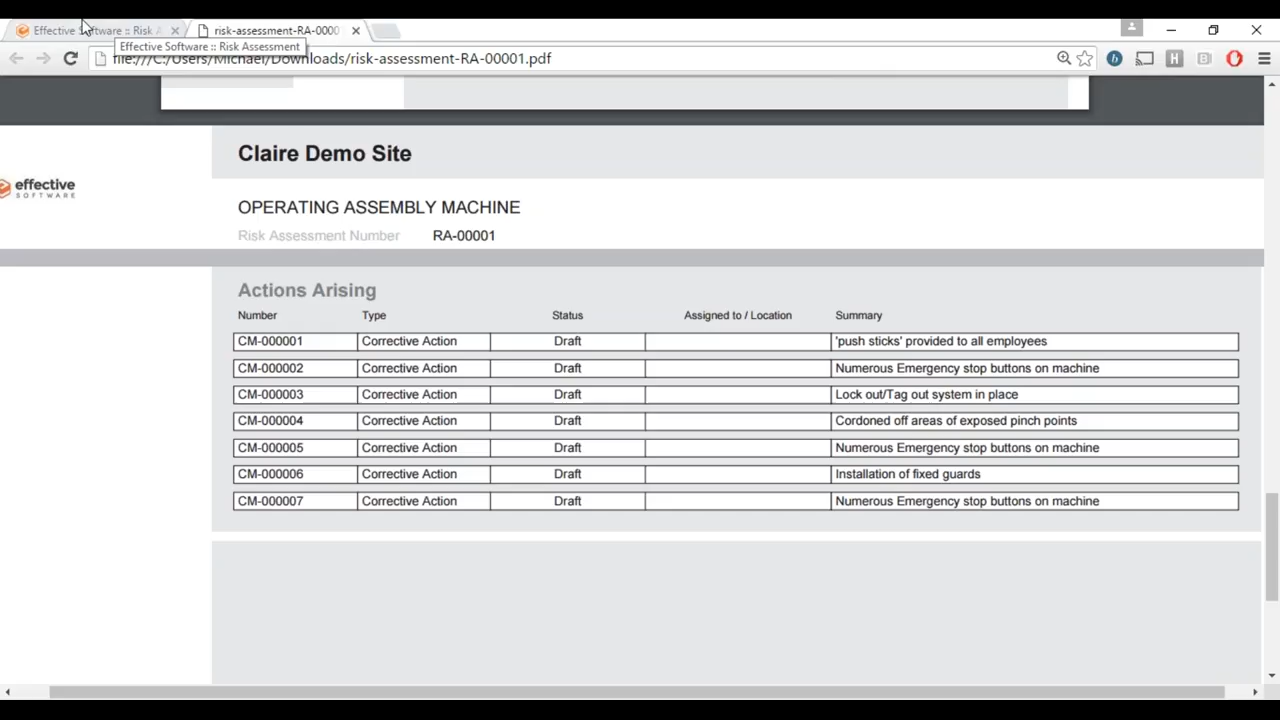 Effective Software :: Risk A
risk-assessment-RA-0000
Effective Software :: Risk Assessment
file:///C:/Users/Michael/Downloads/risk-assessment-RA-00001.pdf
Claire Demo Site
effective
SOFTWARE
OPERATING ASSEMBLY MACHINE
Risk Assessment Number RA-00001
Actions Arising
Number Type Status Assigned to / Location Summary
CM-000001 Corrective Action Draft 'push sticks' provided to all employees
CM-000002 Corrective Action Draft Numerous Emergency stop buttons on machine
CM-000003 Corrective Action Draft Lock out/Tag out system in place
CM-000004 Corrective Action Draft Cordoned off areas of exposed pinch points
CM-000005 Corrective Action Draft Numerous Emergency stop buttons on machine
CM-000006 Corrective Action Draft Installation of fixed guards
CM-000007 Corrective Action Draft Numerous Emergency stop buttons on machine